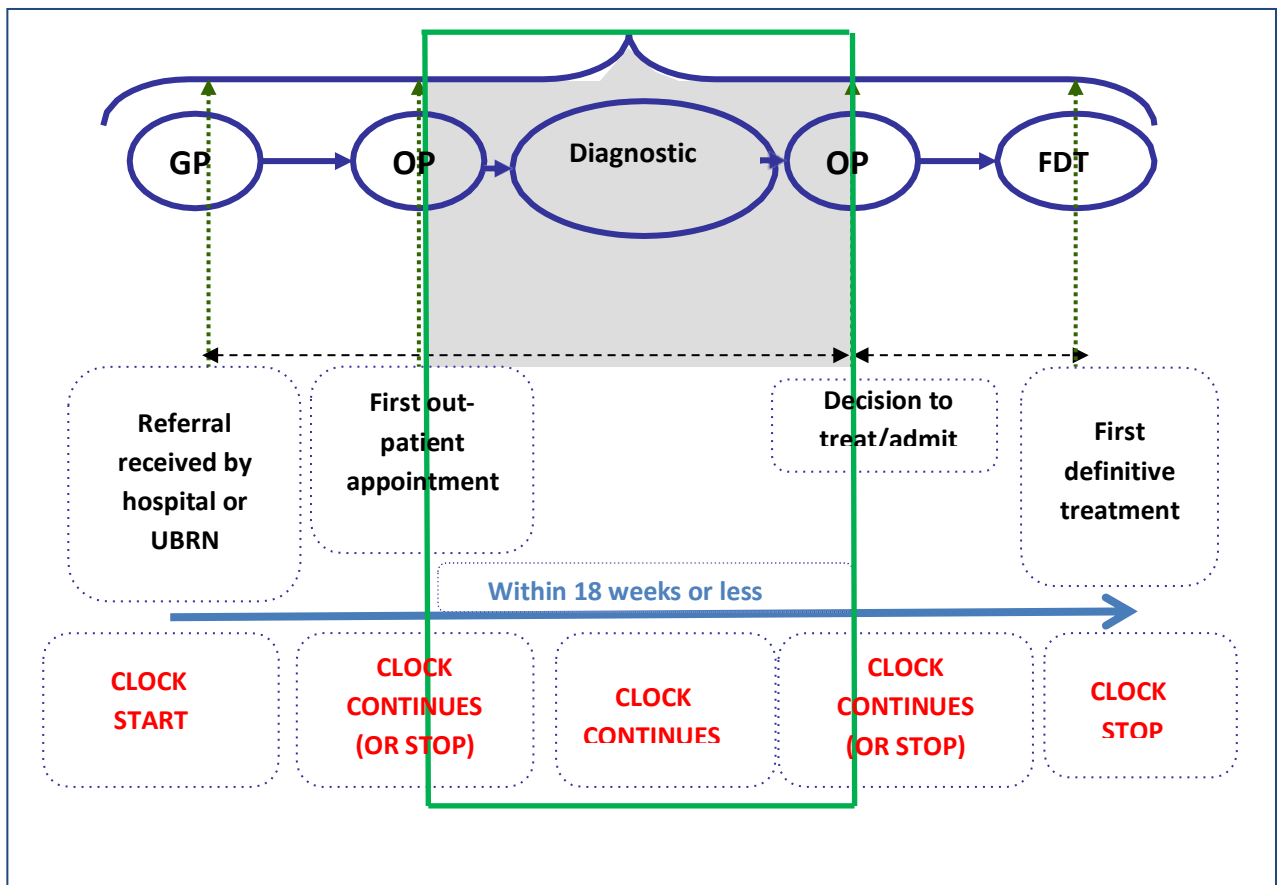 GP
OP
Diagnostic
OP
FDT
Referral
received by
hospital or
UBRN
First out-
patient
appointment
Decision to
treat/admit
First
definitive
treatment
Within 18 weeks or less
CLOCK
START
CLOCK
CONTINUES
(OR STOP)
CLOCK
CONTINUES
CLOCK
CONTINUES
(OR STOP)
CLOCK
STOP